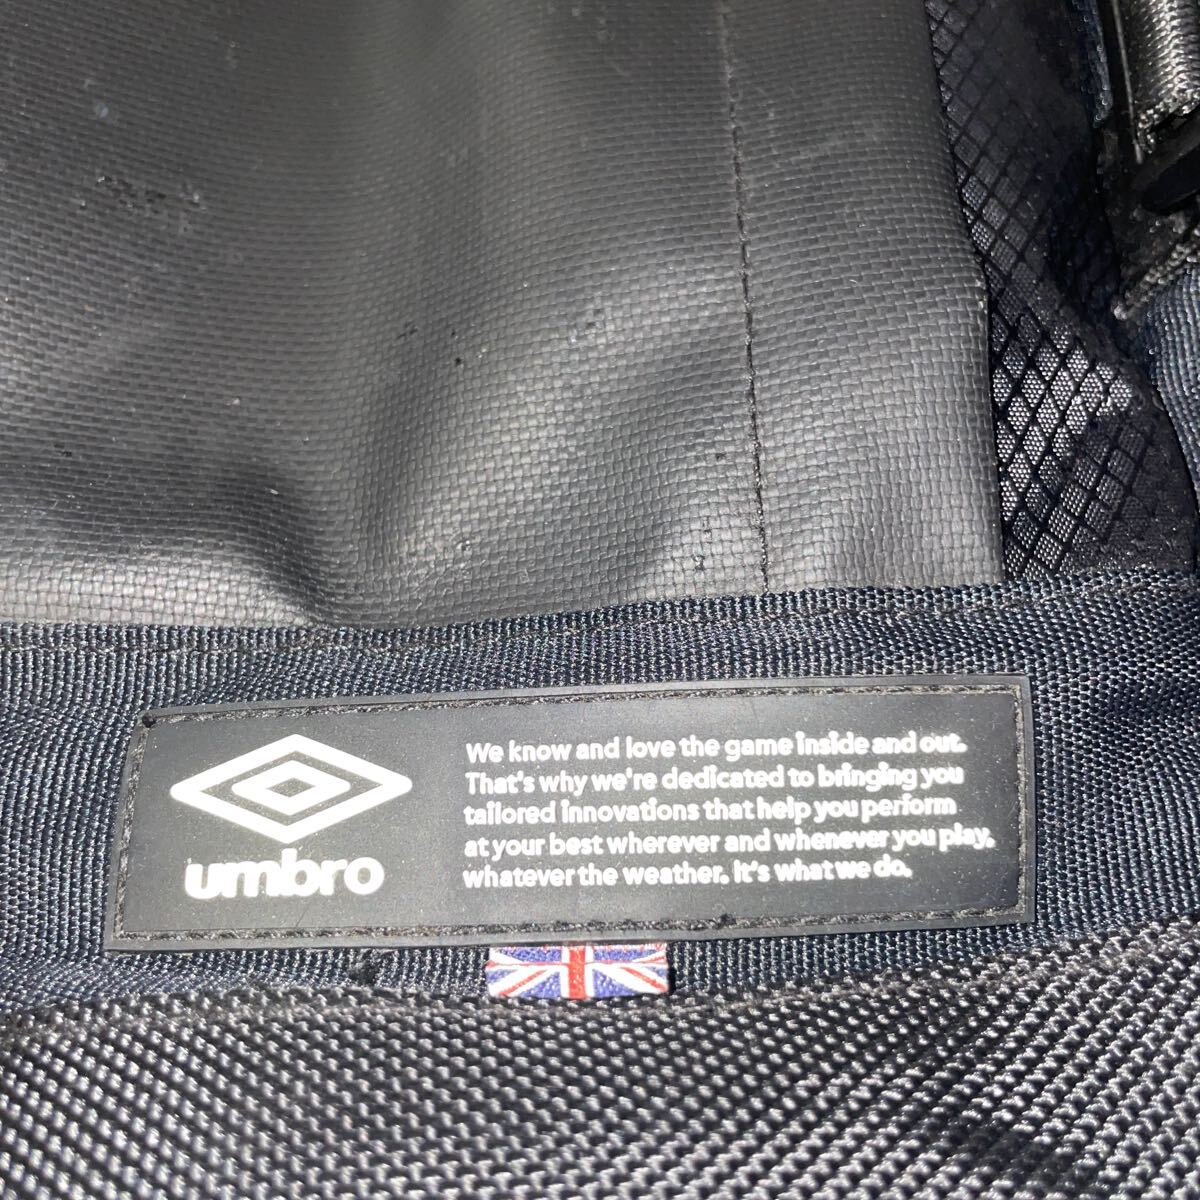 umbro
We know and love the game inside and out.
That's why we're dedicated to bringing you
tailored innovations that help you perform
at your best wherever and whenever you play,
whatever the weather. It's what we do.